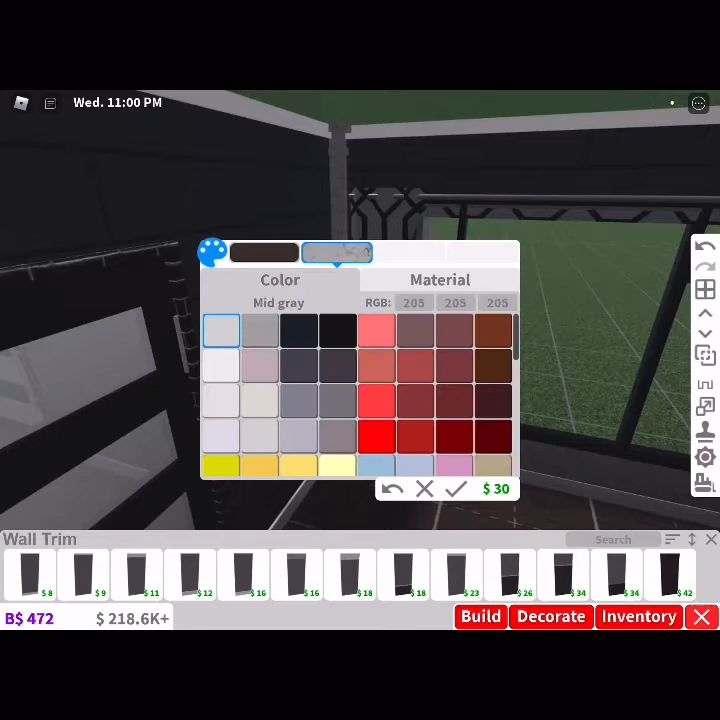 Wed. 11:00 PM
Color
Material
Mid gray
RGB: 205 205 205
$ 30
Wall Trim
Search
$ 8
$ 9
$ 11
$ 12
$ 16
$ 16
$ 18
$ 18
$ 23
$ 26
$ 34
$ 34
$ 42
B$ 472
$ 218.6K+
Build
Decorate
Inventory